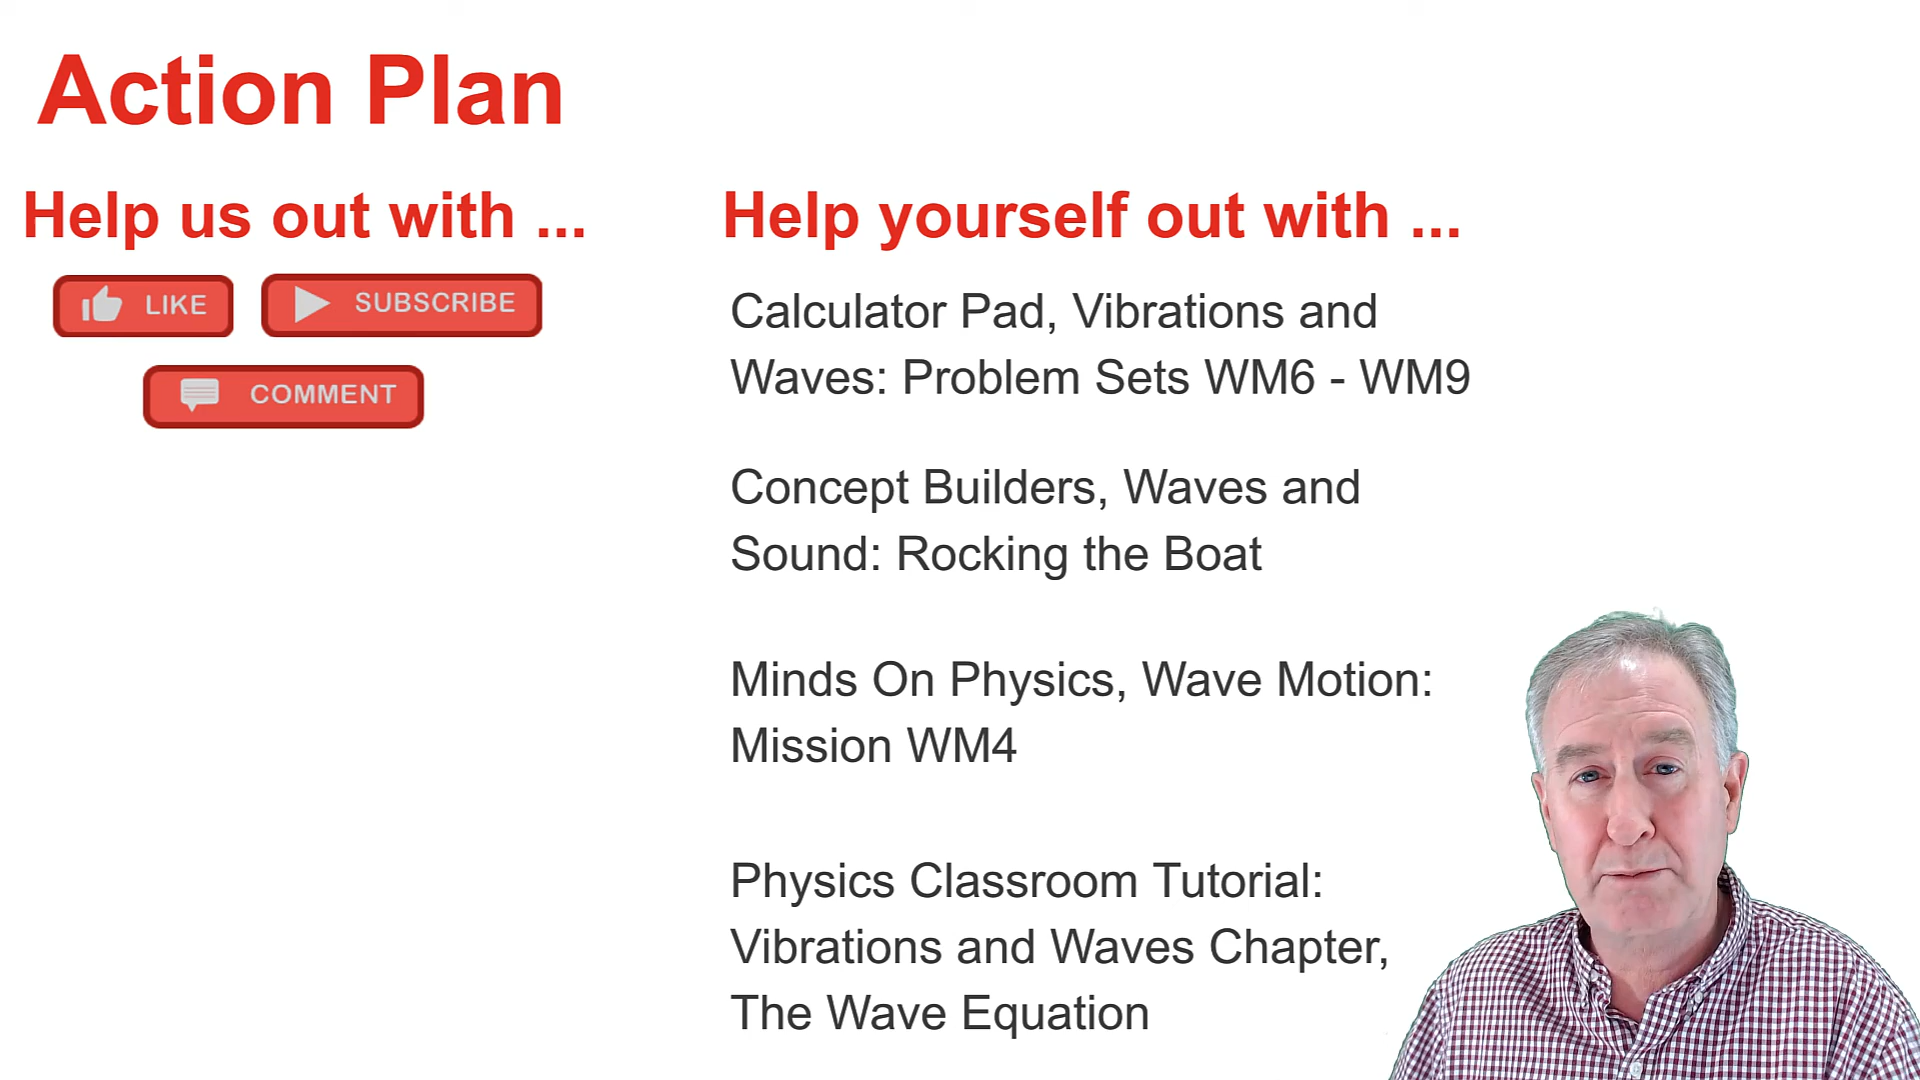 Action Plan
Help us out with ...
LIKE
SUBSCRIBE
COMMENT
Help yourself out with ...
Calculator Pad, Vibrations and
Waves: Problem Sets WM6 - WM9
Concept Builders, Waves and
Sound: Rocking the Boat
Minds On Physics, Wave Motion:
Mission WM4
Physics Classroom Tutorial:
Vibrations and Waves Chapter,
The Wave Equation